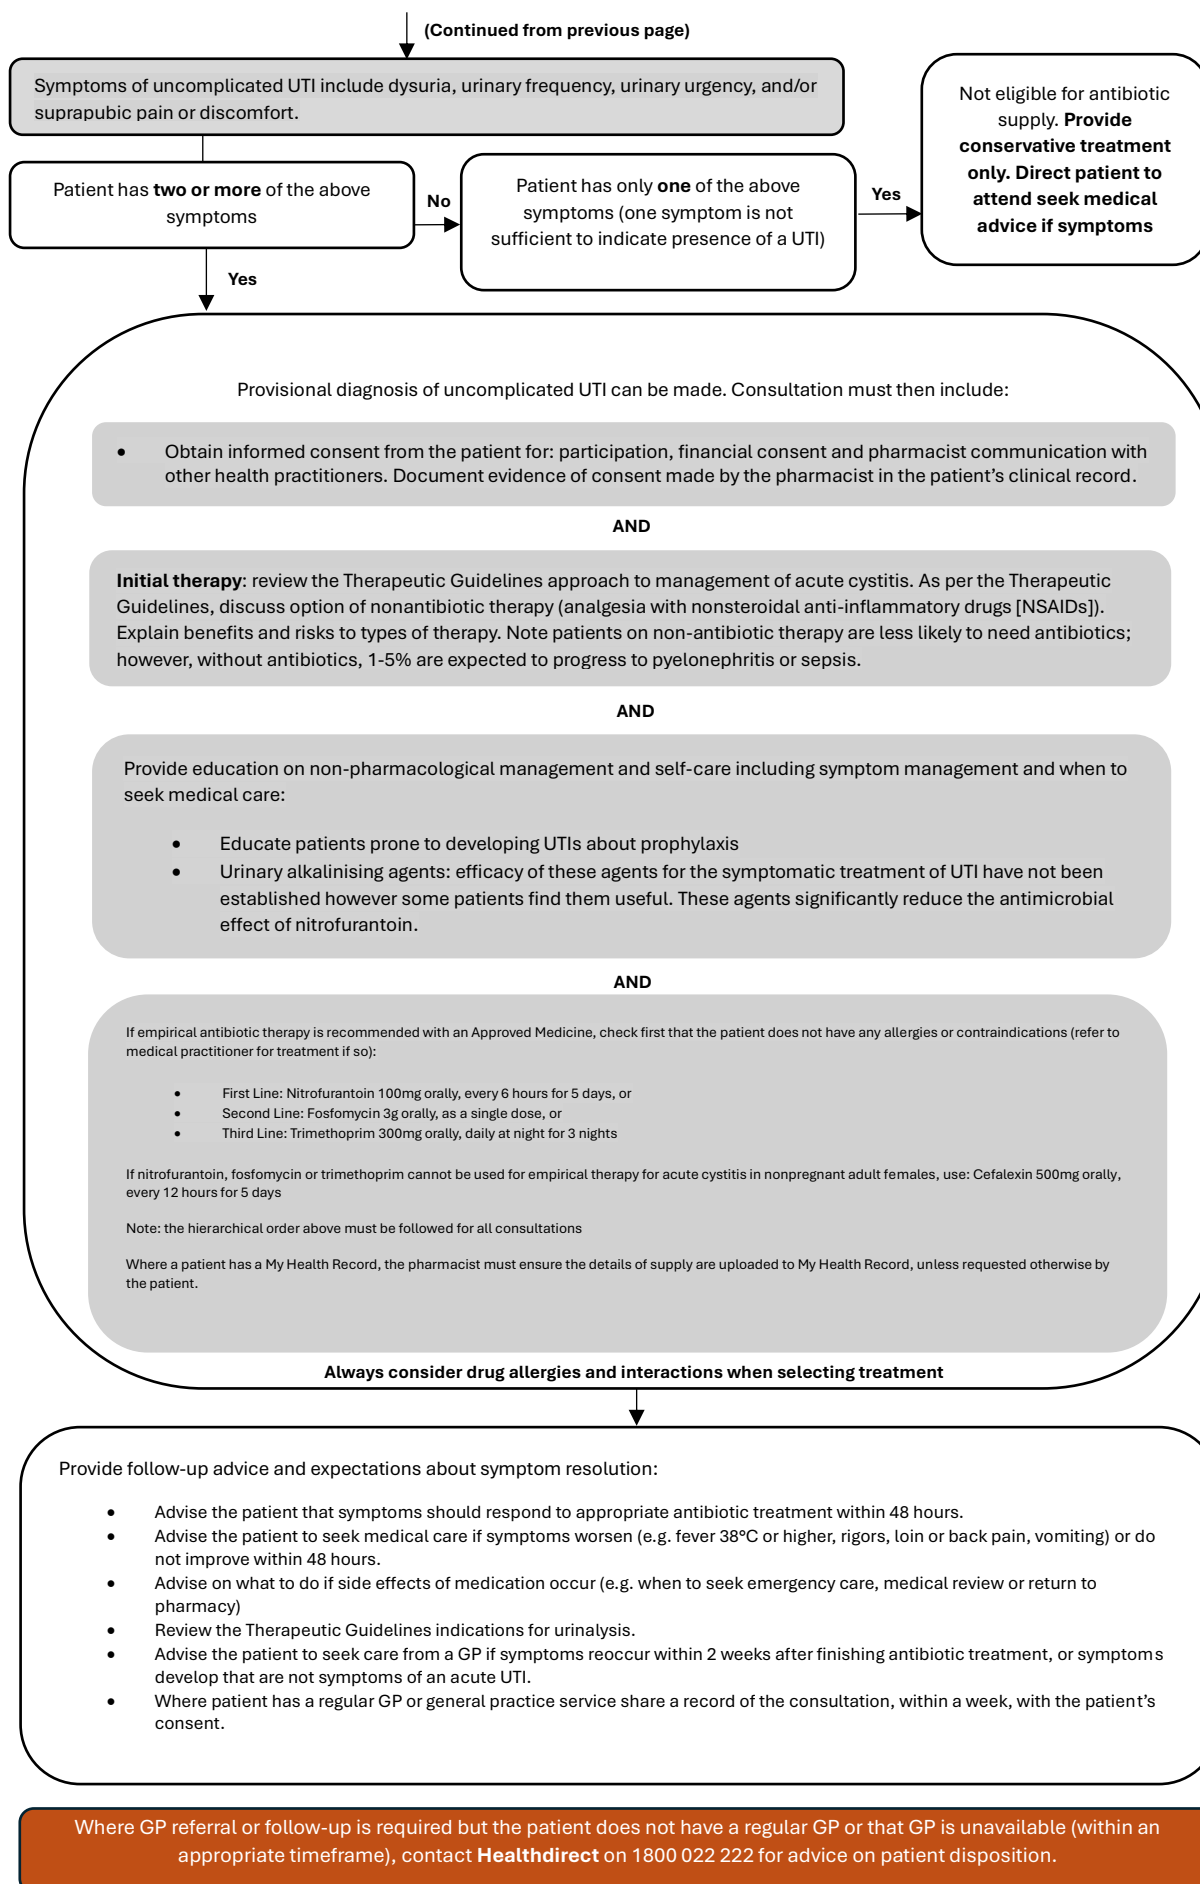 (Continued from previous page)
Symptoms of uncomplicated UTI include dysuria, urinary frequency, urinary urgency, and/or
suprapubic pain or discomfort.
Patient has two or more of the above
symptoms
No
Patient has only one of the above
symptoms (one symptom is not
sufficient to indicate presence of a UTI)
Yes
Not eligible for antibiotic
supply. Provide
conservative treatment
only. Direct patient to
attend seek medical
advice if symptoms
Yes
Provisional diagnosis of uncomplicated UTI can be made. Consultation must then include:
• Obtain informed consent from the patient for: participation, financial consent and pharmacist communication with
other health practitioners. Document evidence of consent made by the pharmacist in the patient’s clinical record.
AND
Initial therapy: review the Therapeutic Guidelines approach to management of acute cystitis. As per the Therapeutic
Guidelines, discuss option of nonantibiotic therapy (analgesia with nonsteroidal anti-inflammatory drugs [NSAIDs]).
Explain benefits and risks to types of therapy. Note patients on non-antibiotic therapy are less likely to need antibiotics;
however, without antibiotics, 1-5% are expected to progress to pyelonephritis or sepsis.
AND
Provide education on non-pharmacological management and self-care including symptom management and when to
seek medical care:
• Educate patients prone to developing UTIs about prophylaxis
• Urinary alkalinising agents: efficacy of these agents for the symptomatic treatment of UTI have not been
established however some patients find them useful. These agents significantly reduce the antimicrobial
effect of nitrofurantoin.
AND
If empirical antibiotic therapy is recommended with an Approved Medicine, check first that the patient does not have any allergies or contraindications (refer to
medical practitioner for treatment if so):
• First Line: Nitrofurantoin 100mg orally, every 6 hours for 5 days, or
• Second Line: Fosfomycin 3g orally, as a single dose, or
• Third Line: Trimethoprim 300mg orally, daily at night for 3 nights
If nitrofurantoin, fosfomycin or trimethoprim cannot be used for empirical therapy for acute cystitis in nonpregnant adult females, use: Cefalexin 500mg orally,
every 12 hours for 5 days
Note: the hierarchical order above must be followed for all consultations
Where a patient has a My Health Record, the pharmacist must ensure the details of supply are uploaded to My Health Record, unless requested otherwise by
the patient.
Always consider drug allergies and interactions when selecting treatment
Provide follow-up advice and expectations about symptom resolution:
• Advise the patient that symptoms should respond to appropriate antibiotic treatment within 48 hours.
• Advise the patient to seek medical care if symptoms worsen (e.g. fever 38°C or higher, rigors, loin or back pain, vomiting) or do
not improve within 48 hours.
• Advise on what to do if side effects of medication occur (e.g. when to seek emergency care, medical review or return to
pharmacy)
• Review the Therapeutic Guidelines indications for urinalysis.
• Advise the patient to seek care from a GP if symptoms reoccur within 2 weeks after finishing antibiotic treatment, or symptoms
develop that are not symptoms of an acute UTI.
• Where patient has a regular GP or general practice service share a record of the consultation, within a week, with the patient’s
consent.
Where GP referral or follow-up is required but the patient does not have a regular GP or that GP is unavailable (within an
appropriate timeframe), contact Healthdirect on 1800 022 222 for advice on patient disposition.